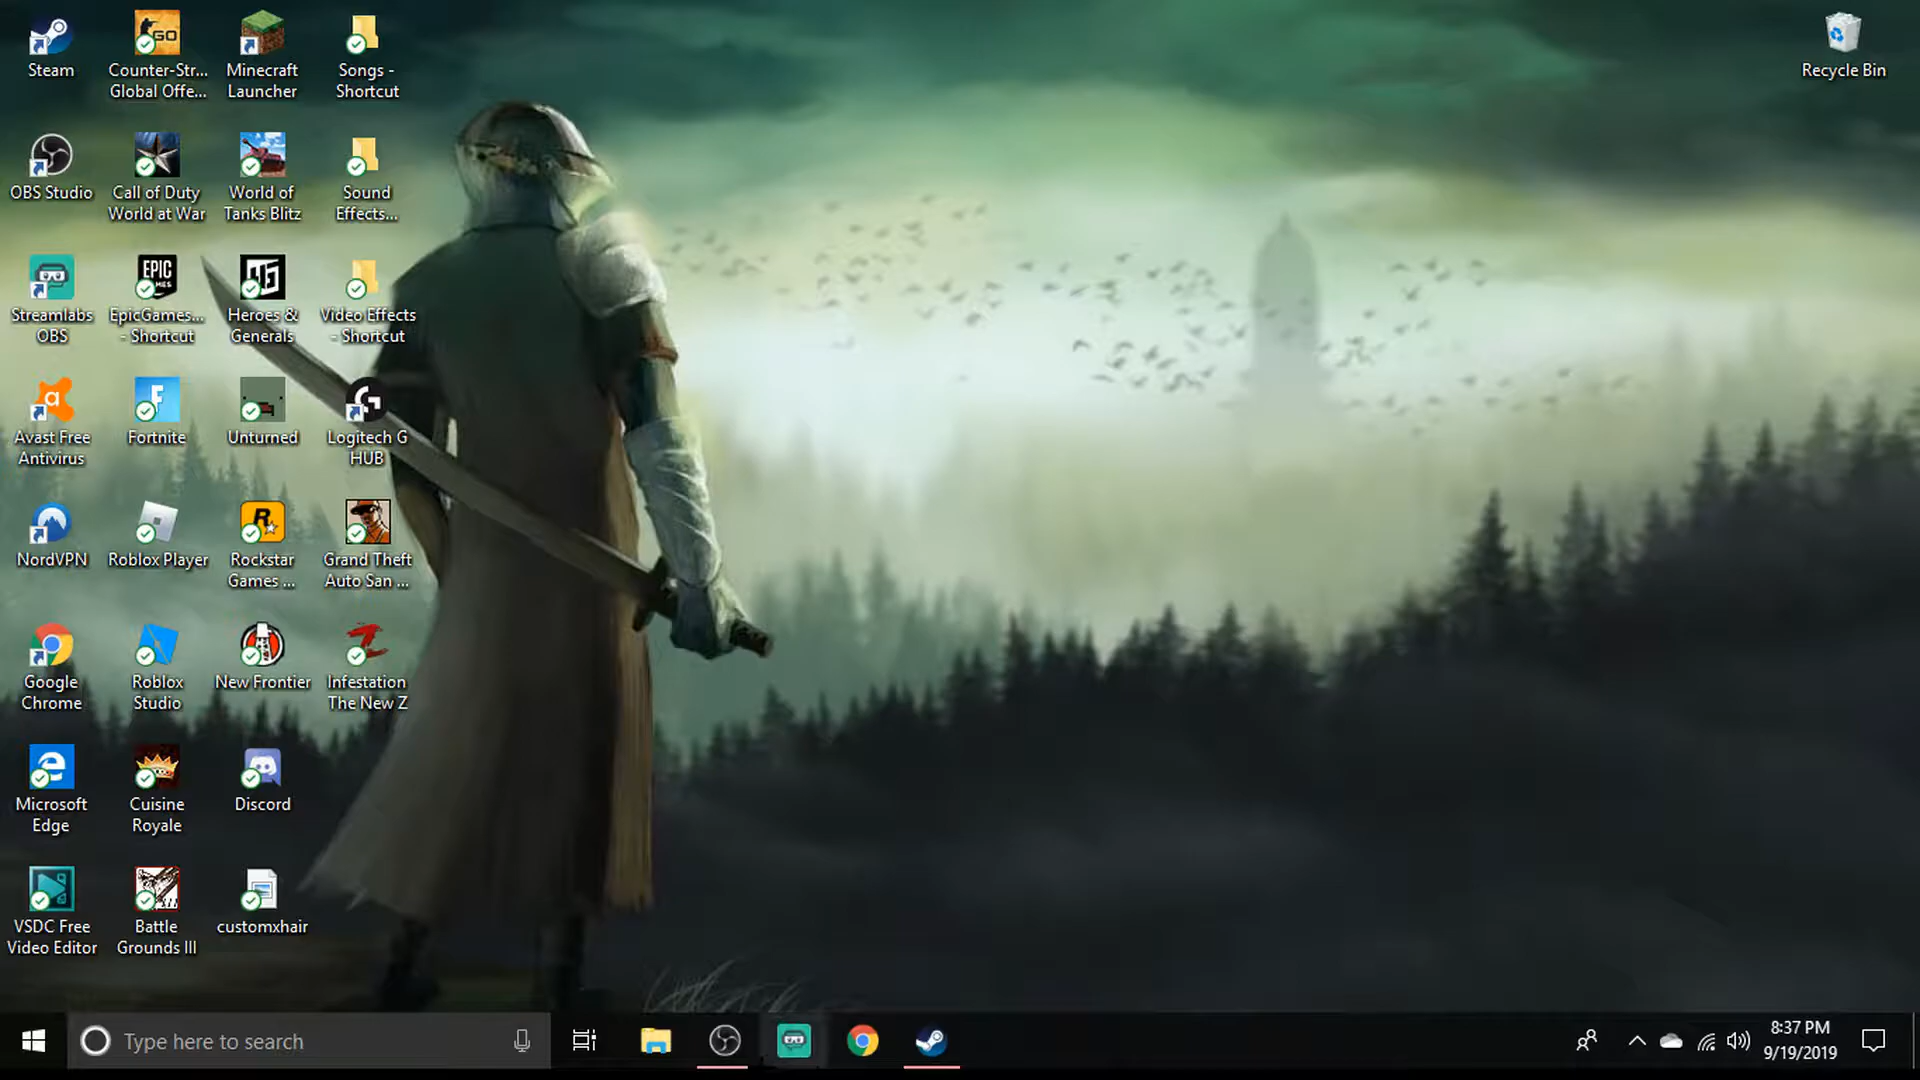 Steam
Counter-Str...
Global Offe...
Minecraft
Launcher
Songs -
Shortcut
Recycle Bin
OBS Studio
Call of Duty
World at War
World of
Tanks Blitz
Sound
Effects...
Streamlabs
OBS
EpicGames...
- Shortcut
Heroes &
Generals
Video Effects
- Shortcut
Avast Free
Antivirus
Fortnite
Unturned
Logitech G
HUB
NordVPN
Roblox Player
Rockstar
Games ...
Grand Theft
Auto San ...
Google
Chrome
Roblox
Studio
New Frontier
Infestation
The New Z
Microsoft
Edge
Cuisine
Royale
Discord
VSDC Free
Video Editor
Battle
Grounds III
customxhair
Type here to search
8:37 PM
9/19/2019